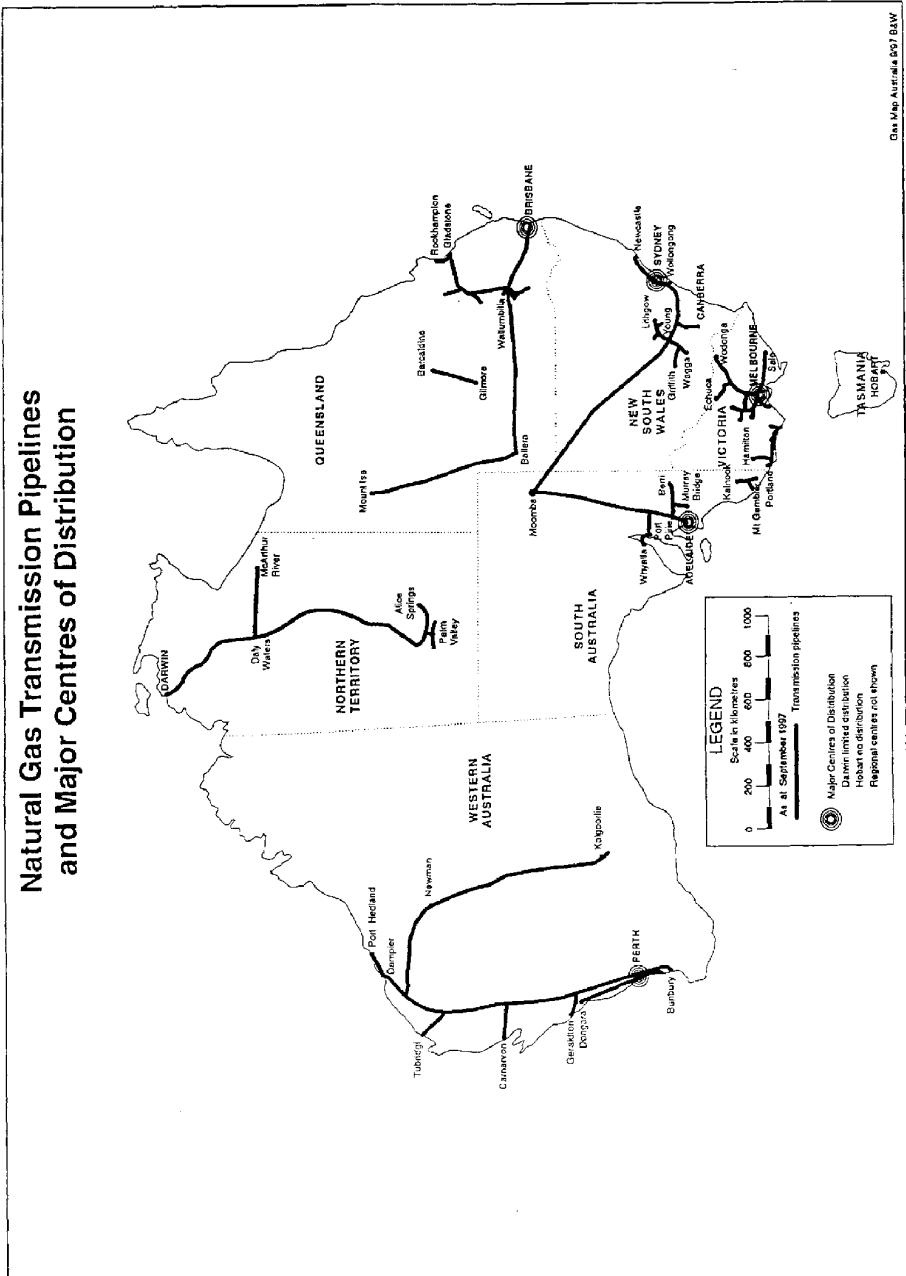 Natural Gas Transmission Pipelines
and Major Centres of Distribution
DARWIN
Daly
Waters
McArthur
River
NORTHERN
TERRITORY
Alice
Springs
Palm
Valley
QUEENSLAND
Mount Isa
Barcaldine
Gilmore
Ballera
Wallumbilla
Rockhampton
Gladstone
BRISBANE
WESTERN
AUSTRALIA
Port Hedland
Dampier
Newman
Tubridgi
Carnarvon
Geraldton
Dongara
PERTH
Bunbury
Kalgoorlie
SOUTH
AUSTRALIA
Moomba
Whyalla
Port
Pirie
Berri
Murray
Bridge
ADELAIDE
NEW
SOUTH
WALES
Newcastle
SYDNEY
Wollongong
Lithgow
Young
CANBERRA
Griffith
Wagga
VICTORIA
Echuca
Wodonga
MELBOURNE
Sale
Hamilton
Katnook
Mt Gambier
Portland
TASMANIA
HOBART
LEGEND
Scale in kilometres
0 200 400 600 800 1000
As at September 1997
Transmission pipelines
Major Centres of Distribution
Darwin limited distribution
Hobart no distribution
Regional centres not shown
Gas Map Australia 9/97 B&W